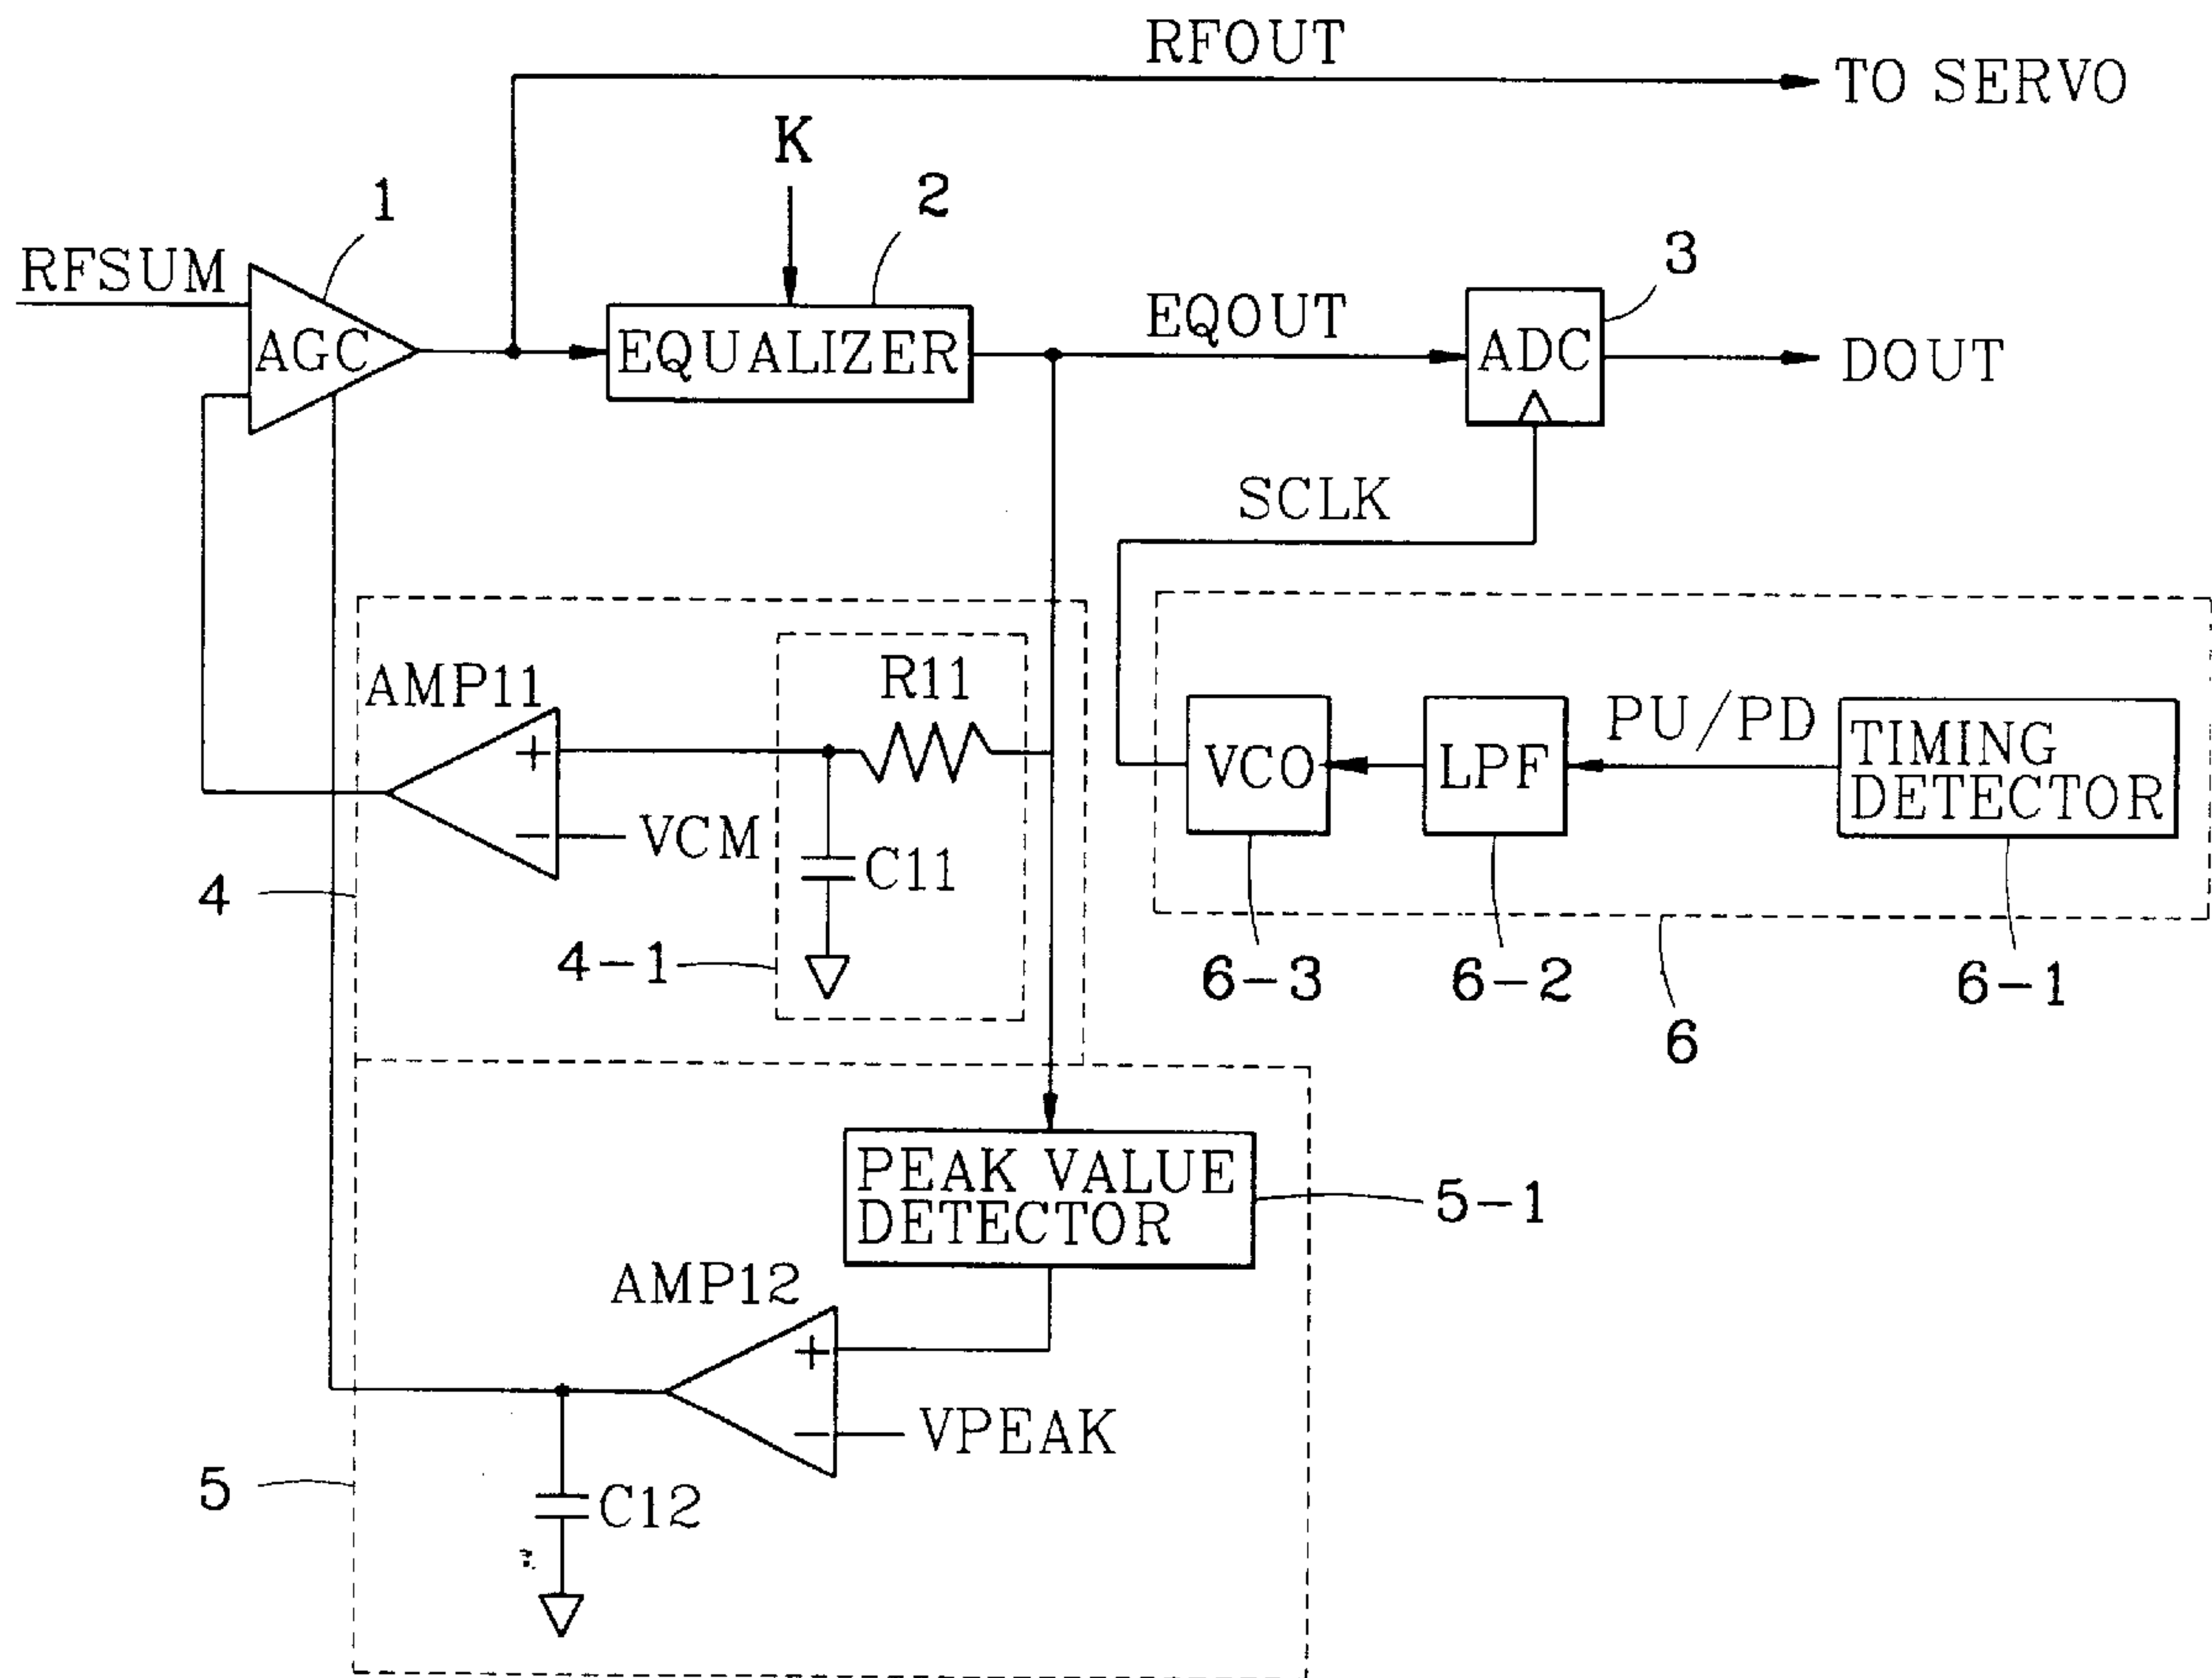 RFOUT
TO SERVO
K
1
2
RFSUM
3
AGC
EQUALIZER
EQOUT
ADC
DOUT
SCLK
AMP11
R11
+
−
VCM
C11
VCO
LPF
PU/PD
TIMING
DETECTOR
4
4-1
6-3
6-2
6-1
6
PEAK VALUE
DETECTOR
5-1
AMP12
+
−
VPEAK
5
C12